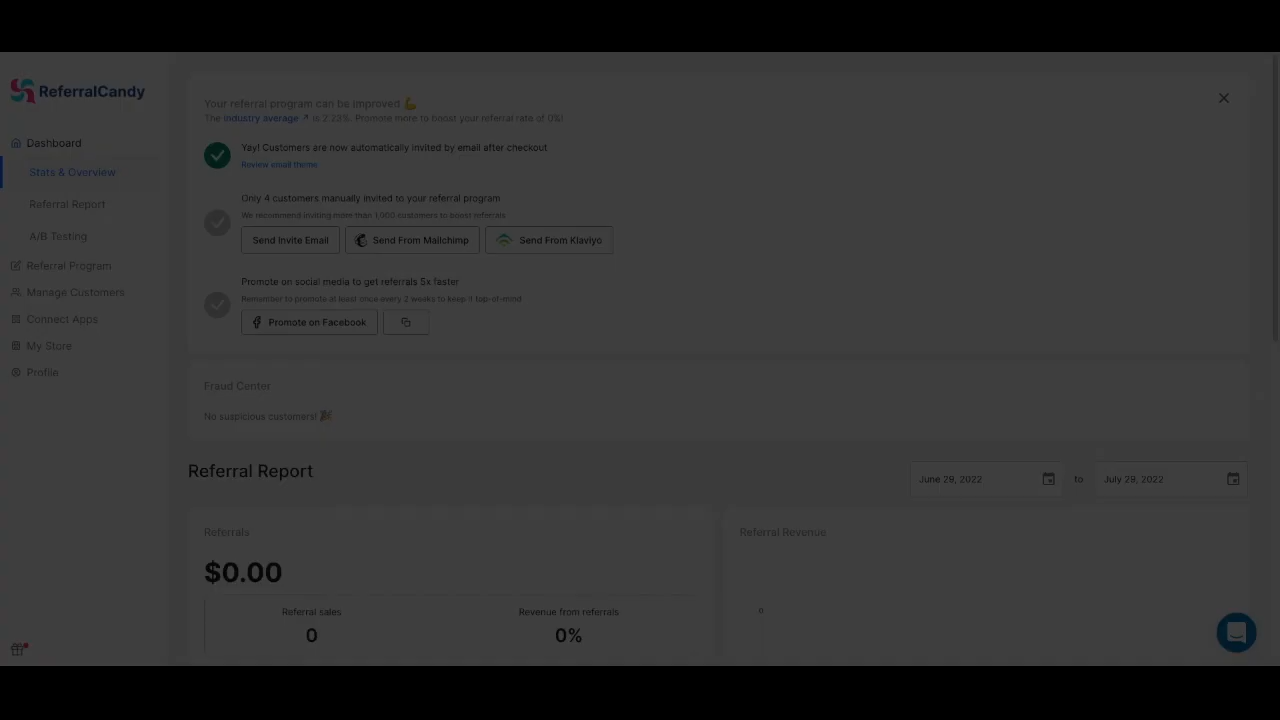 ReferralCandy
Dashboard
Stats & Overview
Referral Report
A/B Testing
Referral Program
Manage Customers
Connect Apps
My Store
Profile
Your referral program can be improved 💪
The industry average ↗ is 2.23%. Promote more to boost your referral rate of 0%!
Yay! Customers are now automatically invited by email after checkout
Review email theme
Only 4 customers manually invited to your referral program
We recommend inviting more than 1,000 customers to boost referrals
Send Invite Email
Send From Mailchimp
Send From Klaviyo
Promote on social media to get referrals 5x faster
Remember to promote at least once every 2 weeks to keep it top-of-mind
Promote on Facebook
Fraud Center
No suspicious customers! 🎉
Referral Report
June 29, 2022
to
July 29, 2022
Referrals
$0.00
Referral sales
0
Revenue from referrals
0%
Referral Revenue
0